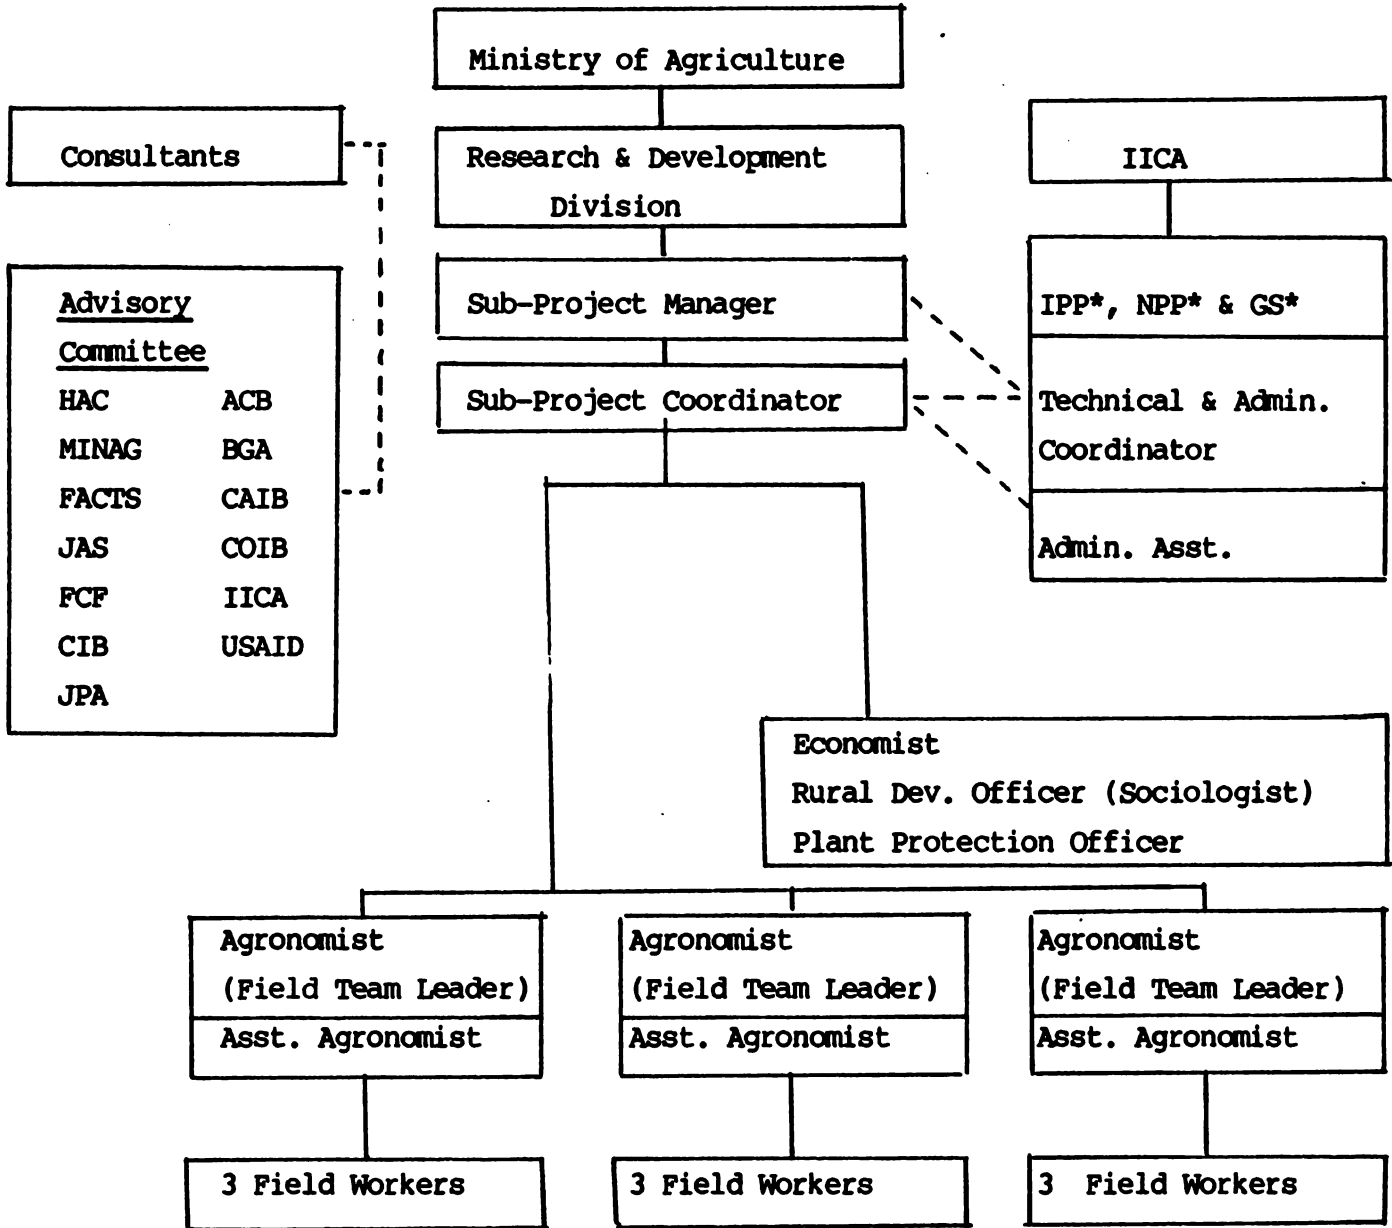 Ministry of Agriculture
Consultants
Research & Development
Division
IICA
Advisory
Committee
HAC ACB
MINAG BGA
FACTS CAIB
JAS COIB
FCF IICA
CIB USAID
JPA
Sub-Project Manager
Sub-Project Coordinator
IPP*, NPP* & GS*
Technical & Admin.
Coordinator
Admin. Asst.
Economist
Rural Dev. Officer (Sociologist)
Plant Protection Officer
Agronomist
(Field Team Leader)
Asst. Agronomist
3 Field Workers
Agronomist
(Field Team Leader)
Asst. Agronomist
3 Field Workers
Agronomist
(Field Team Leader)
Asst. Agronomist
3 Field Workers